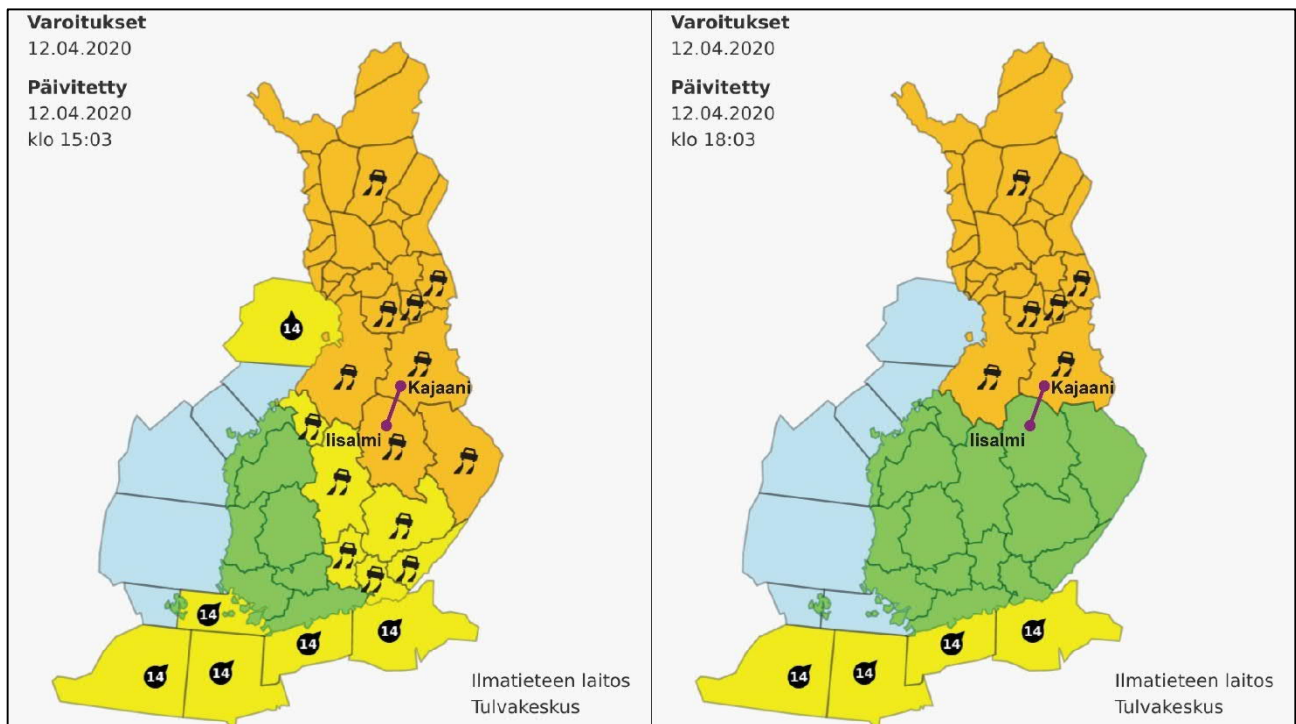 Varoitukset
12.04.2020
Päivitetty
12.04.2020
klo 15:03
14
Kajaani
Iisalmi
14
14
14
14
14
Ilmatieteen laitos
Tulvakeskus
Varoitukset
12.04.2020
Päivitetty
12.04.2020
klo 18:03
Kajaani
Iisalmi
14
14
14
14
Ilmatieteen laitos
Tulvakeskus